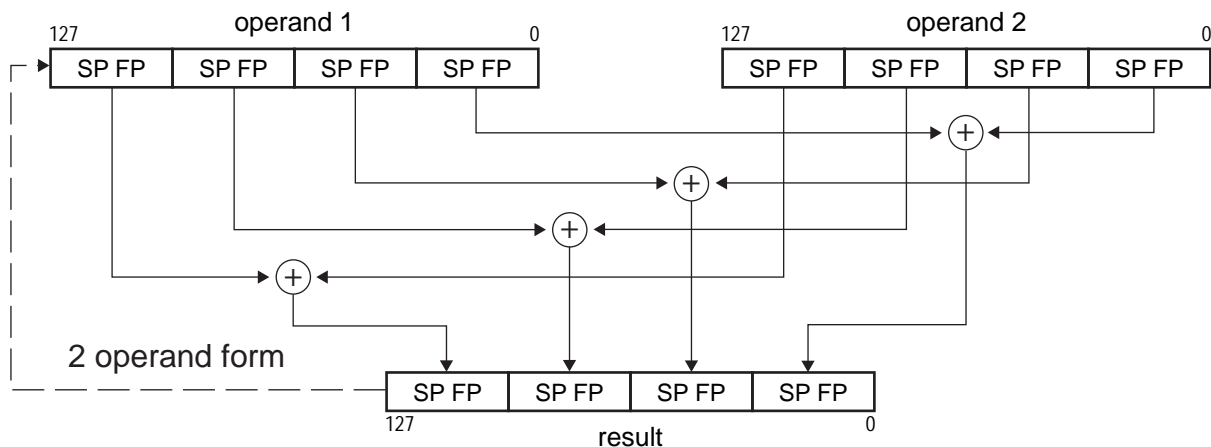 operand 1 operand 2
127 0 127 0
SP FP SP FP SP FP SP FP SP FP SP FP SP FP SP FP
+
+
+
+
2 operand form
SP FP SP FP SP FP SP FP
127 0
result